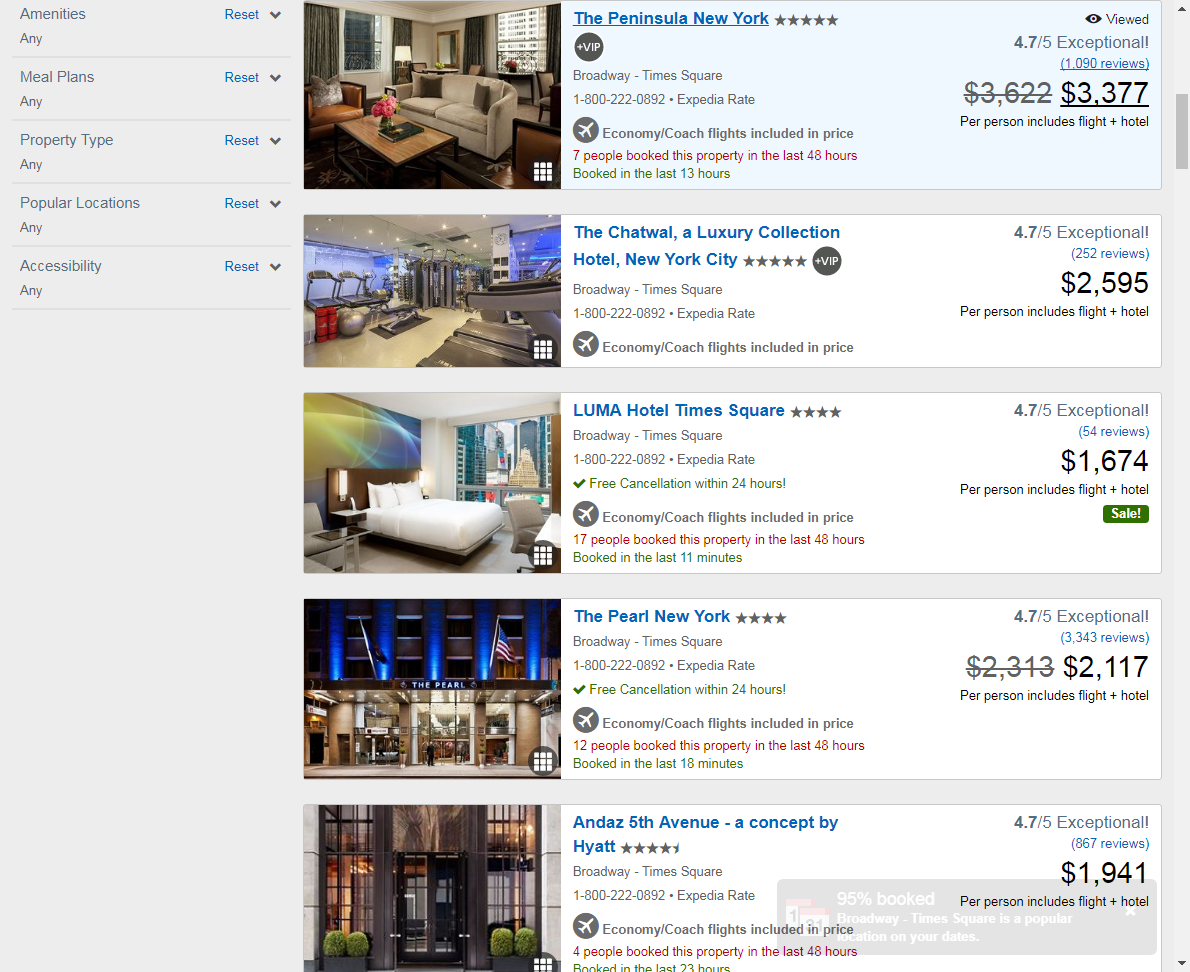 Amenities Reset
Any
Meal Plans Reset
Any
Property Type Reset
Any
Popular Locations Reset
Any
Accessibility Reset
Any
The Peninsula New York
+VIP
Broadway - Times Square
1-800-222-0892 • Expedia Rate
Economy/Coach flights included in price
7 people booked this property in the last 48 hours
Booked in the last 13 hours
Viewed
4.7/5 Exceptional!
(1,090 reviews)
$3,622 $3,377
Per person includes flight + hotel
The Chatwal, a Luxury Collection
Hotel, New York City +VIP
Broadway - Times Square
1-800-222-0892 • Expedia Rate
Economy/Coach flights included in price
4.7/5 Exceptional!
(252 reviews)
$2,595
Per person includes flight + hotel
LUMA Hotel Times Square
Broadway - Times Square
1-800-222-0892 • Expedia Rate
Free Cancellation within 24 hours!
Economy/Coach flights included in price
17 people booked this property in the last 48 hours
Booked in the last 11 minutes
4.7/5 Exceptional!
(54 reviews)
$1,674
Per person includes flight + hotel
Sale!
THE PEARL
The Pearl New York
Broadway - Times Square
1-800-222-0892 • Expedia Rate
Free Cancellation within 24 hours!
Economy/Coach flights included in price
12 people booked this property in the last 48 hours
Booked in the last 18 minutes
4.7/5 Exceptional!
(3,343 reviews)
$2,313 $2,117
Per person includes flight + hotel
Andaz 5th Avenue - a concept by
Hyatt
Broadway - Times Square
1-800-222-0892 • Expedia Rate
Economy/Coach flights included in price
4 people booked this property in the last 48 hours
Booked in the last 23 hours
4.7/5 Exceptional!
(867 reviews)
$1,941
Per person includes flight + hotel
95% booked
Broadway - Times Square is a popular
location on your dates.